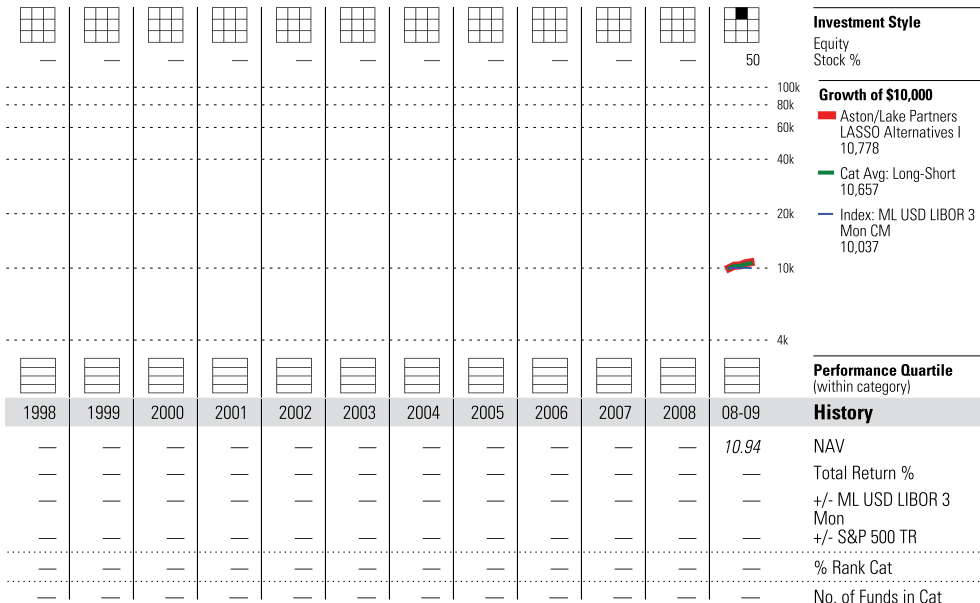 Investment Style
Equity
— — — — — — — — — — — 50 Stock %
100k
80k
60k
40k
20k
10k
4k
Growth of $10,000
Aston/Lake Partners
LASSO Alternatives I
10,778
Cat Avg: Long-Short
10,657
Index: ML USD LIBOR 3
Mon CM
10,037
Performance Quartile
(within category)
1998 1999 2000 2001 2002 2003 2004 2005 2006 2007 2008 08-09 History
— — — — — — — — — — — 10.94 NAV
— — — — — — — — — — — — Total Return %
— — — — — — — — — — — — +/- ML USD LIBOR 3
Mon
— — — — — — — — — — — — +/- S&P 500 TR
— — — — — — — — — — — — % Rank Cat
— — — — — — — — — — — — No. of Funds in Cat